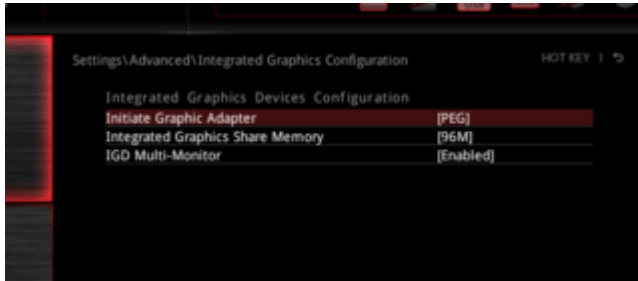 Settings\Advanced\Integrated Graphics Configuration
HOT KEY
Integrated Graphics Devices Configuration
Initiate Graphic Adapter [PEG]
Integrated Graphics Share Memory [96M]
IGD Multi-Monitor [Enabled]